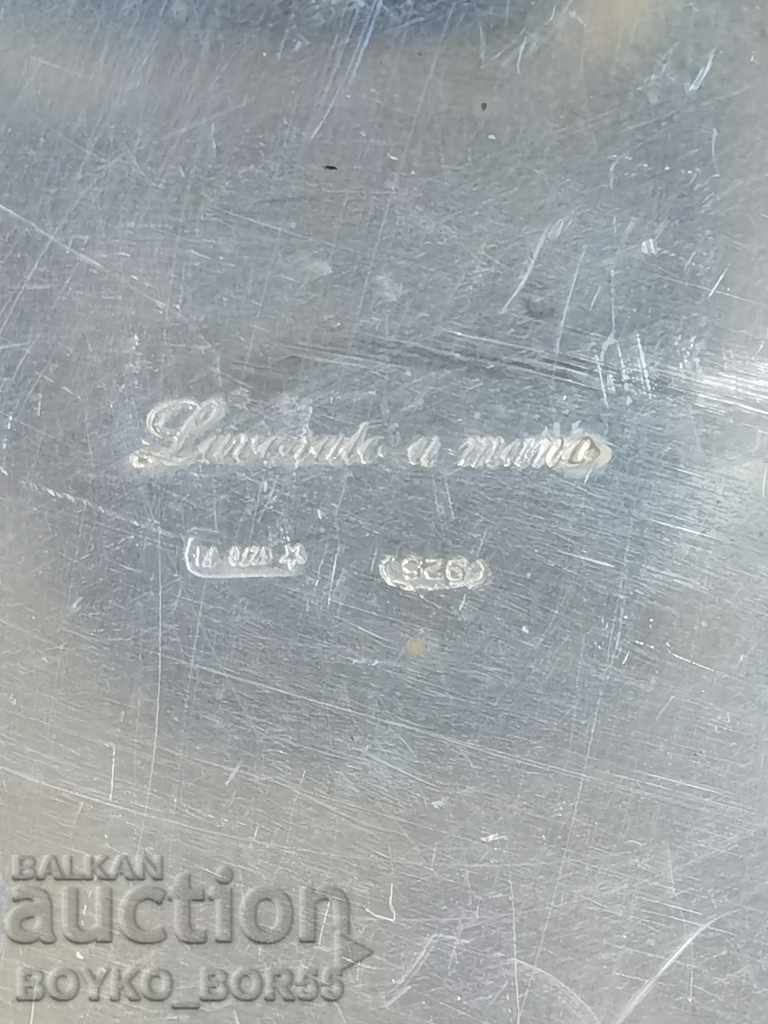 Lavorato a mano
925
BALKAN
auction
BOYKO_BOR55